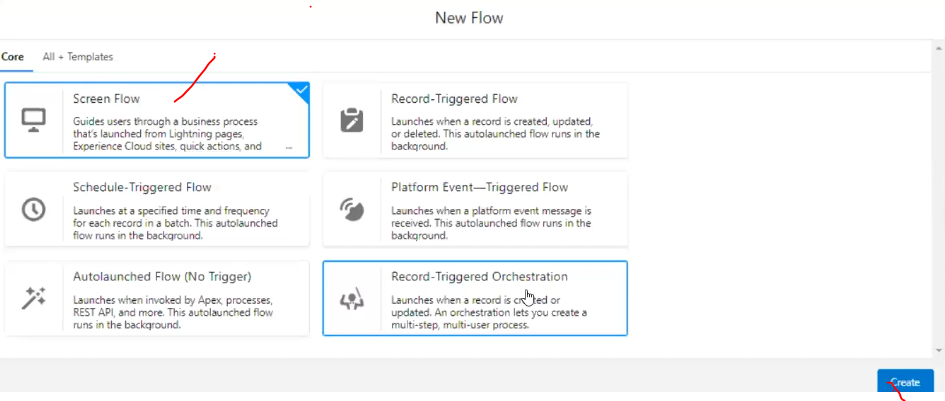 New Flow
Core All + Templates
Screen Flow
Guides users through a business process
that's launched from Lightning pages,
Experience Cloud sites, quick actions, and ...
Record-Triggered Flow
Launches when a record is created, updated,
or deleted. This autolaunched flow runs in the
background.
Schedule-Triggered Flow
Launches at a specified time and frequency
for each record in a batch. This autolaunched
flow runs in the background.
Platform Event—Triggered Flow
Launches when a platform event message is
received. This autolaunched flow runs in the
background.
Autolaunched Flow (No Trigger)
Launches when invoked by Apex, processes,
REST API, and more. This autolaunched flow
runs in the background.
Record-Triggered Orchestration
Launches when a record is created or
updated. An orchestration lets you create a
multi-step, multi-user process.
Create